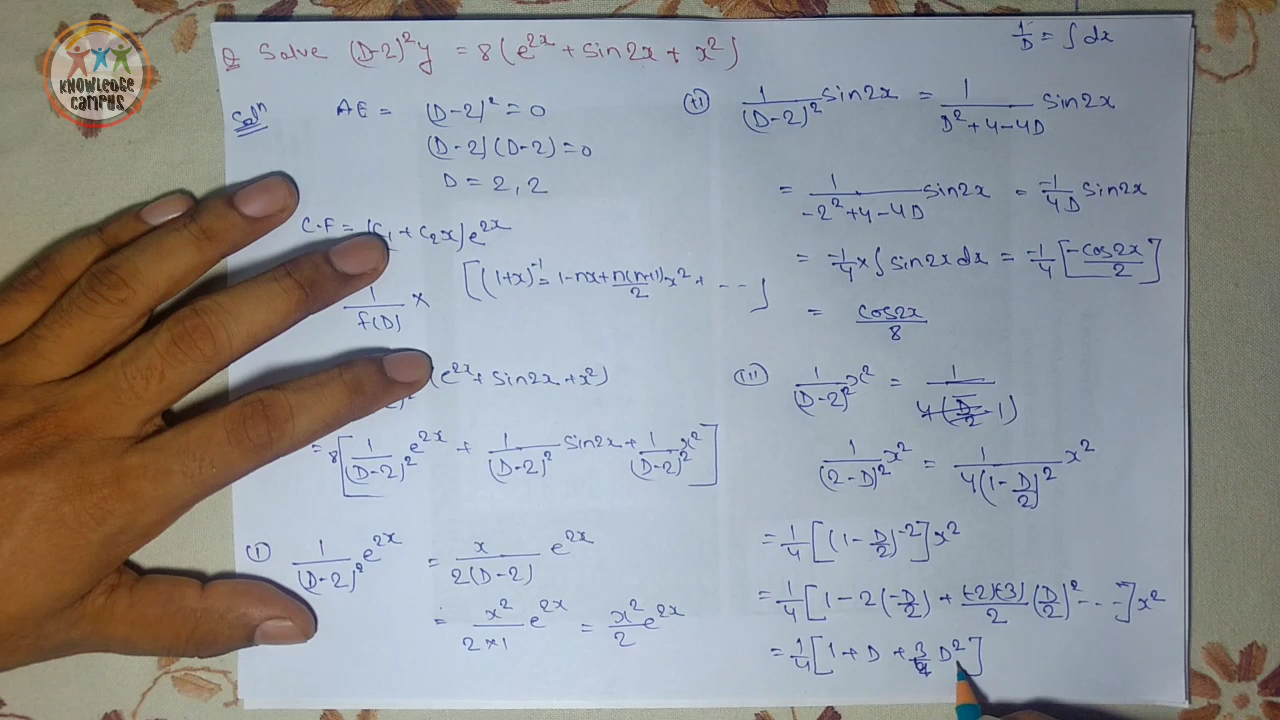 KNOWLEDGE
CAMPUS
Q Solve (D-2)²y = 8(e^2x + sin2x + x²)
Solⁿ
AE = (D-2)² = 0
(D-2)(D-2) = 0
D = 2, 2
C.F = (C₁ + C₂x)e^2x
[(1+x)^-1 = 1-nx+n(n+1)/2 x² + ---]
1/f(D) x
(e^2x + sin2x + x²)
= 8[1/(D-2)² e^2x + 1/(D-2)² sin2x + 1/(D-2)² x²]
(I) 1/(D-2)² e^2x = x/2(D-2) e^2x
= x²/2×1 e^2x = x²/2 e^2x
1/D = ∫dx
(II) 1/(D-2)² sin2x = 1/D²+4-4D sin2x
= 1/-2²+4-4D sin2x = -1/4D sin2x
= -1/4 × ∫sin2x dx = -1/4 [-cos2x/2]
= cos2x/8
(III) 1/(D-2)² x² = 1/4(D/2-1)
1/(2-D)² x² = 1/4(1-D/2)² x²
= 1/4[(1-D/2)^-2]x²
= 1/4[1-2(-D/2) + (-2)(-3)/2 (D/2)² ---]x²
= 1/4[1+D+3/4 D²]